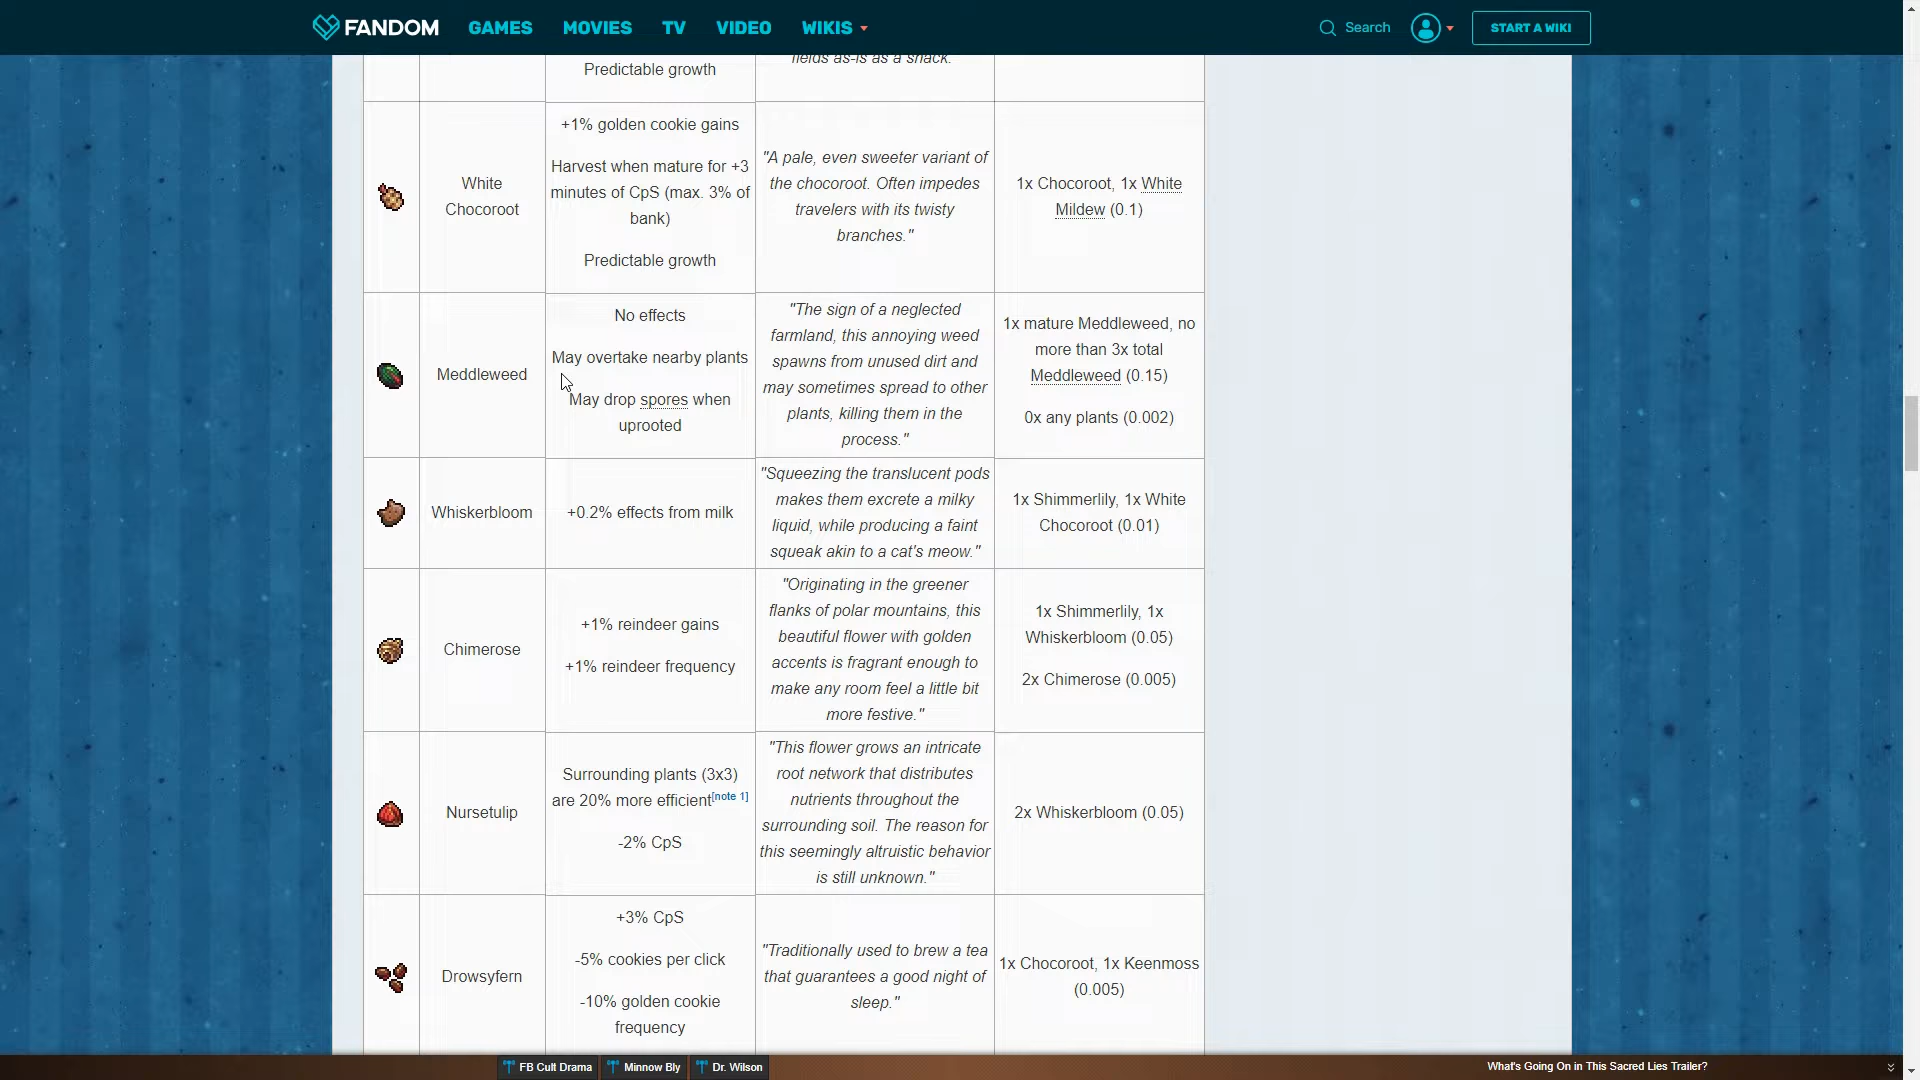 FANDOM
GAMES
MOVIES
TV
VIDEO
WIKIS
Search
START A WIKI
Predictable growth
fields as-is as a snack."
White
Chocoroot
+1% golden cookie gains
Harvest when mature for +3
minutes of CpS (max. 3% of
bank)
Predictable growth
"A pale, even sweeter variant of
the chocoroot. Often impedes
travelers with its twisty
branches."
1x Chocoroot, 1x White
Mildew (0.1)
Meddleweed
No effects
May overtake nearby plants
May drop spores when
uprooted
"The sign of a neglected
farmland, this annoying weed
spawns from unused dirt and
may sometimes spread to other
plants, killing them in the
process."
1x mature Meddleweed, no
more than 3x total
Meddleweed (0.15)
0x any plants (0.002)
Whiskerbloom
+0.2% effects from milk
"Squeezing the translucent pods
makes them excrete a milky
liquid, while producing a faint
squeak akin to a cat's meow."
1x Shimmerlily, 1x White
Chocoroot (0.01)
Chimerose
+1% reindeer gains
+1% reindeer frequency
"Originating in the greener
flanks of polar mountains, this
beautiful flower with golden
accents is fragrant enough to
make any room feel a little bit
more festive."
1x Shimmerlily, 1x
Whiskerbloom (0.05)
2x Chimerose (0.005)
Nursetulip
Surrounding plants (3x3)
are 20% more efficient[note 1]
-2% CpS
"This flower grows an intricate
root network that distributes
nutrients throughout the
surrounding soil. The reason for
this seemingly altruistic behavior
is still unknown."
2x Whiskerbloom (0.05)
Drowsyfern
+3% CpS
-5% cookies per click
-10% golden cookie
frequency
"Traditionally used to brew a tea
that guarantees a good night of
sleep."
1x Chocoroot, 1x Keenmoss
(0.005)
FB Cult Drama
Minnow Bly
Dr. Wilson
What's Going On in This Sacred Lies Trailer?